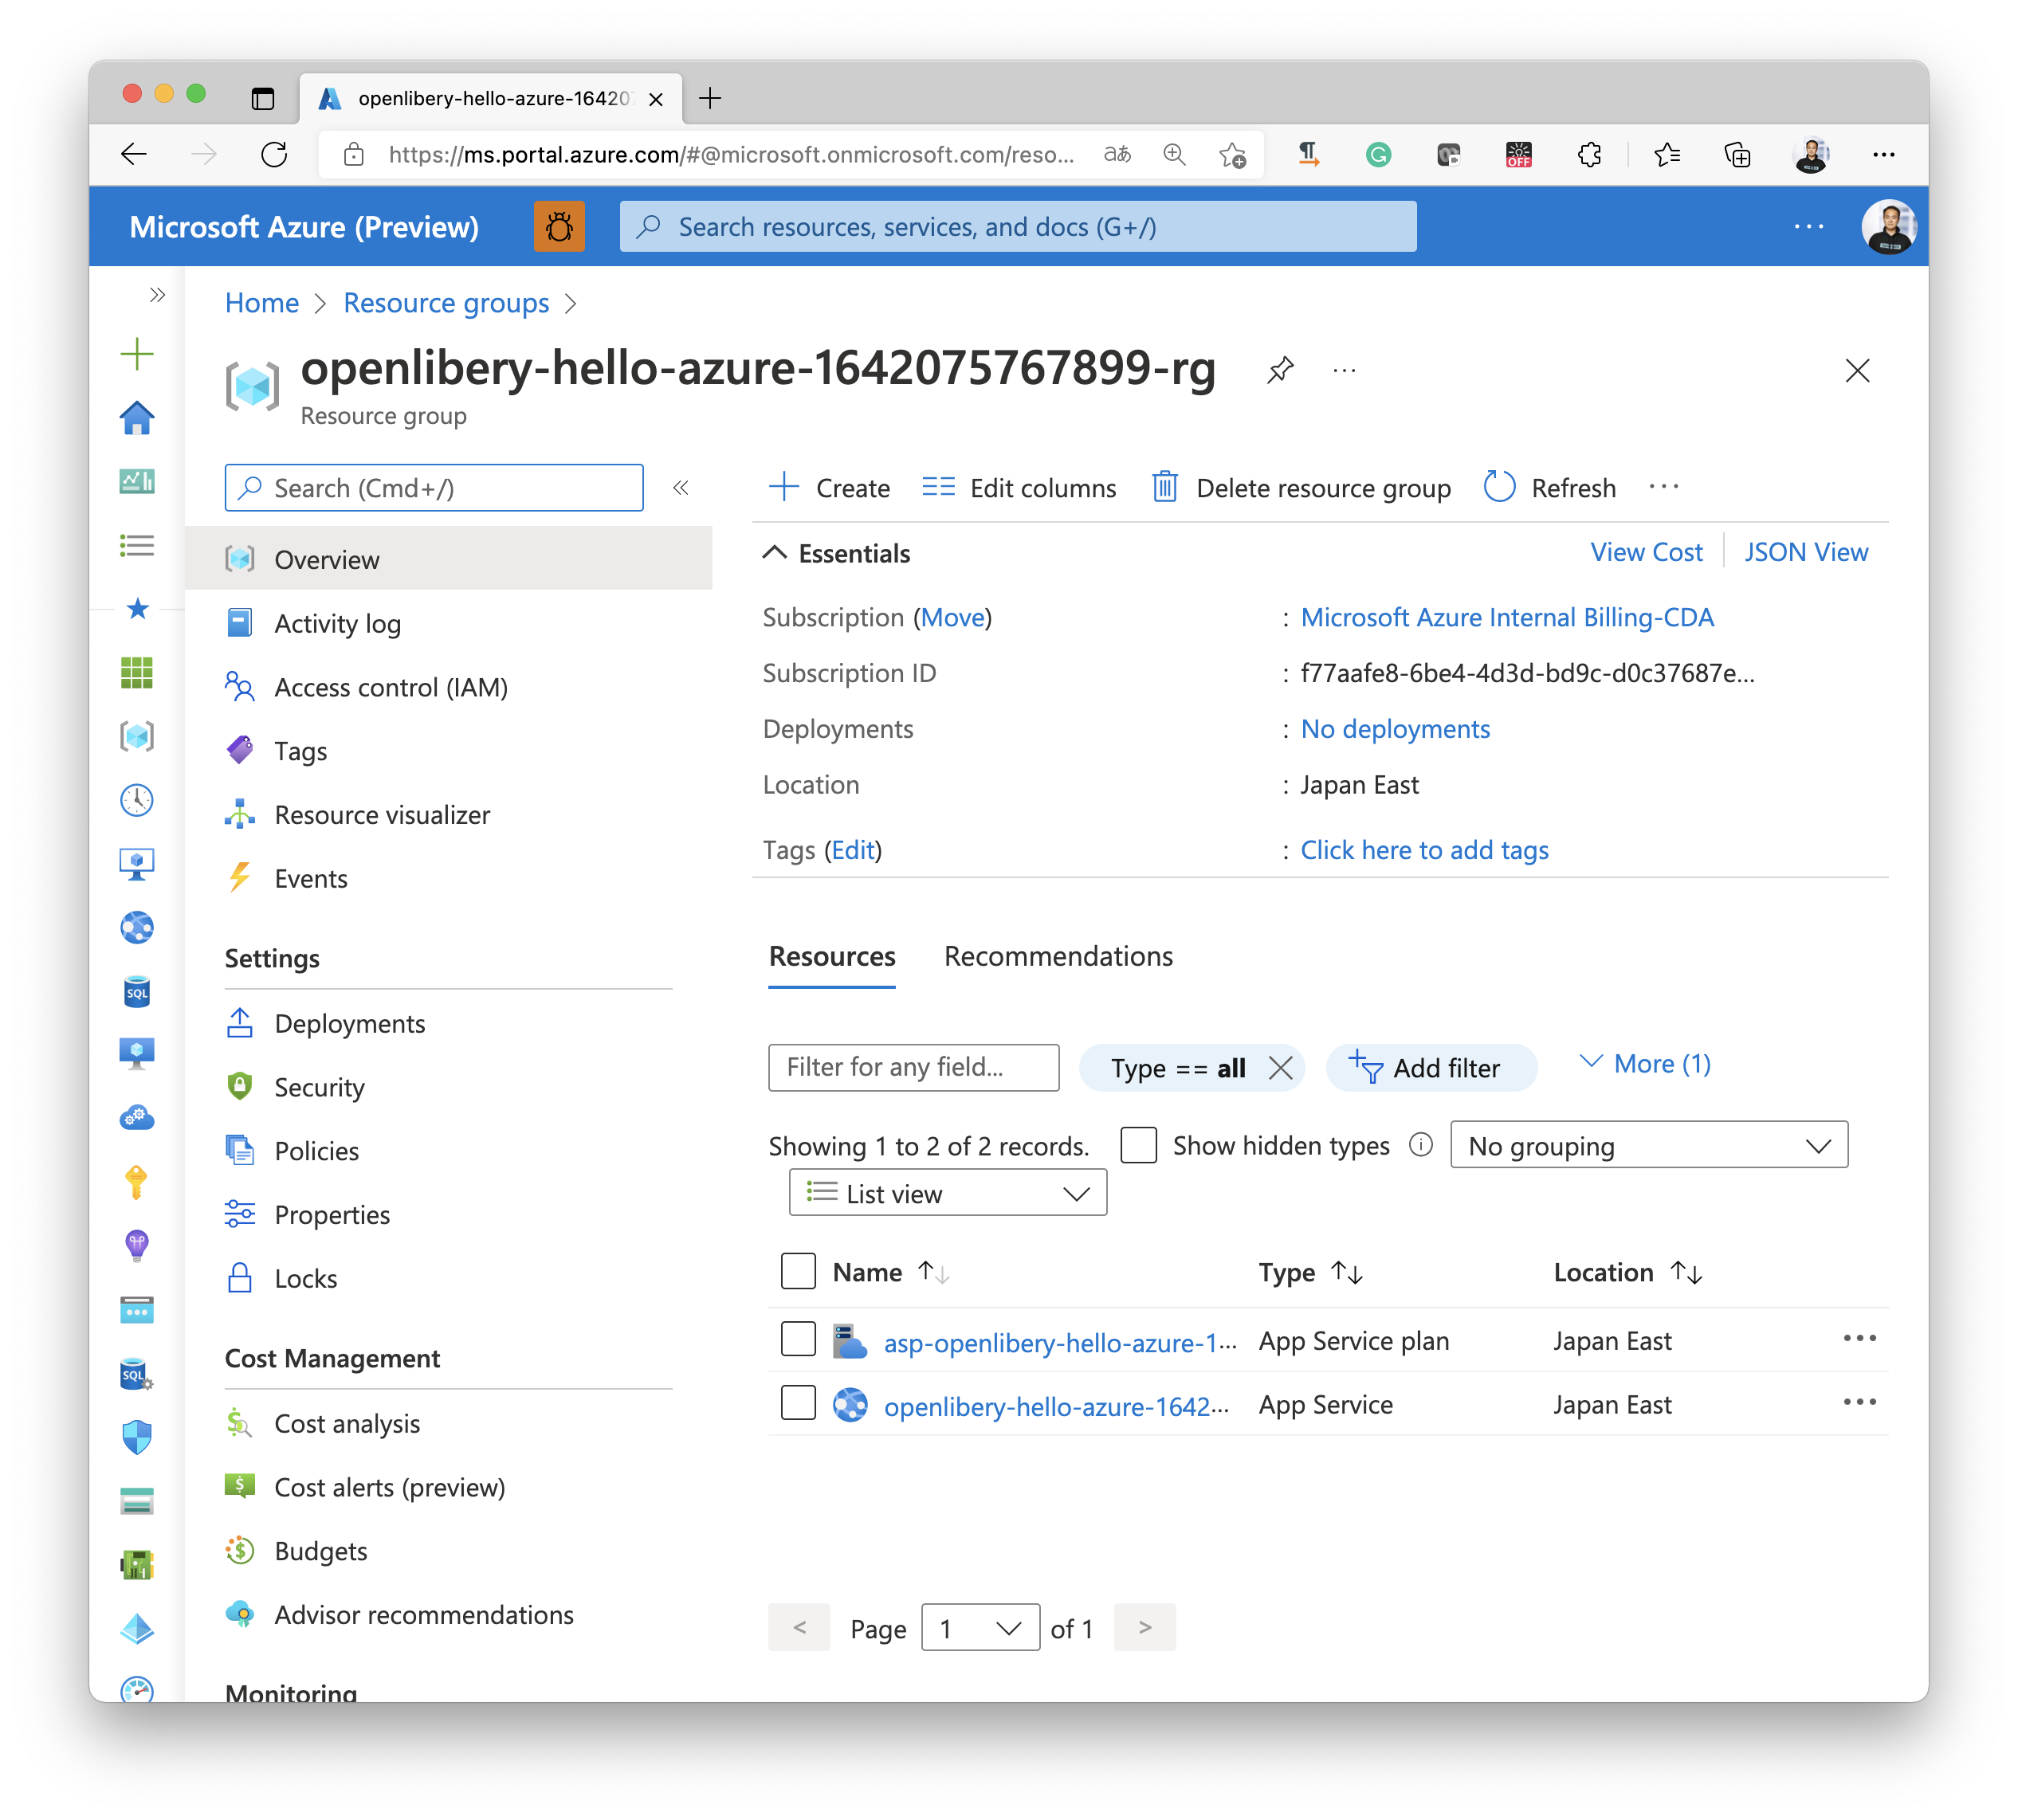 openlibery-hello-azure-16420
https://ms.portal.azure.com/#@microsoft.onmicrosoft.com/reso...
aあ
OFF
Microsoft Azure (Preview)
Search resources, services, and docs (G+/)
Home > Resource groups >
openlibery-hello-azure-1642075767899-rg
Resource group
Search (Cmd+/)
Create
Edit columns
Delete resource group
Refresh
Overview
Activity log
Access control (IAM)
Tags
Resource visualizer
Events
Settings
Deployments
Security
Policies
Properties
Locks
Cost Management
Cost analysis
Cost alerts (preview)
Budgets
Advisor recommendations
Monitoring
SQL
SQL
Essentials
View Cost
JSON View
Subscription (Move) : Microsoft Azure Internal Billing-CDA
Subscription ID : f77aafe8-6be4-4d3d-bd9c-d0c37687e...
Deployments : No deployments
Location : Japan East
Tags (Edit) : Click here to add tags
Resources Recommendations
Filter for any field...
Type == all
Add filter
More (1)
Showing 1 to 2 of 2 records.
Show hidden types
No grouping
List view
Name Type Location
asp-openlibery-hello-azure-1... App Service plan Japan East
openlibery-hello-azure-1642... App Service Japan East
< Page 1 of 1 >